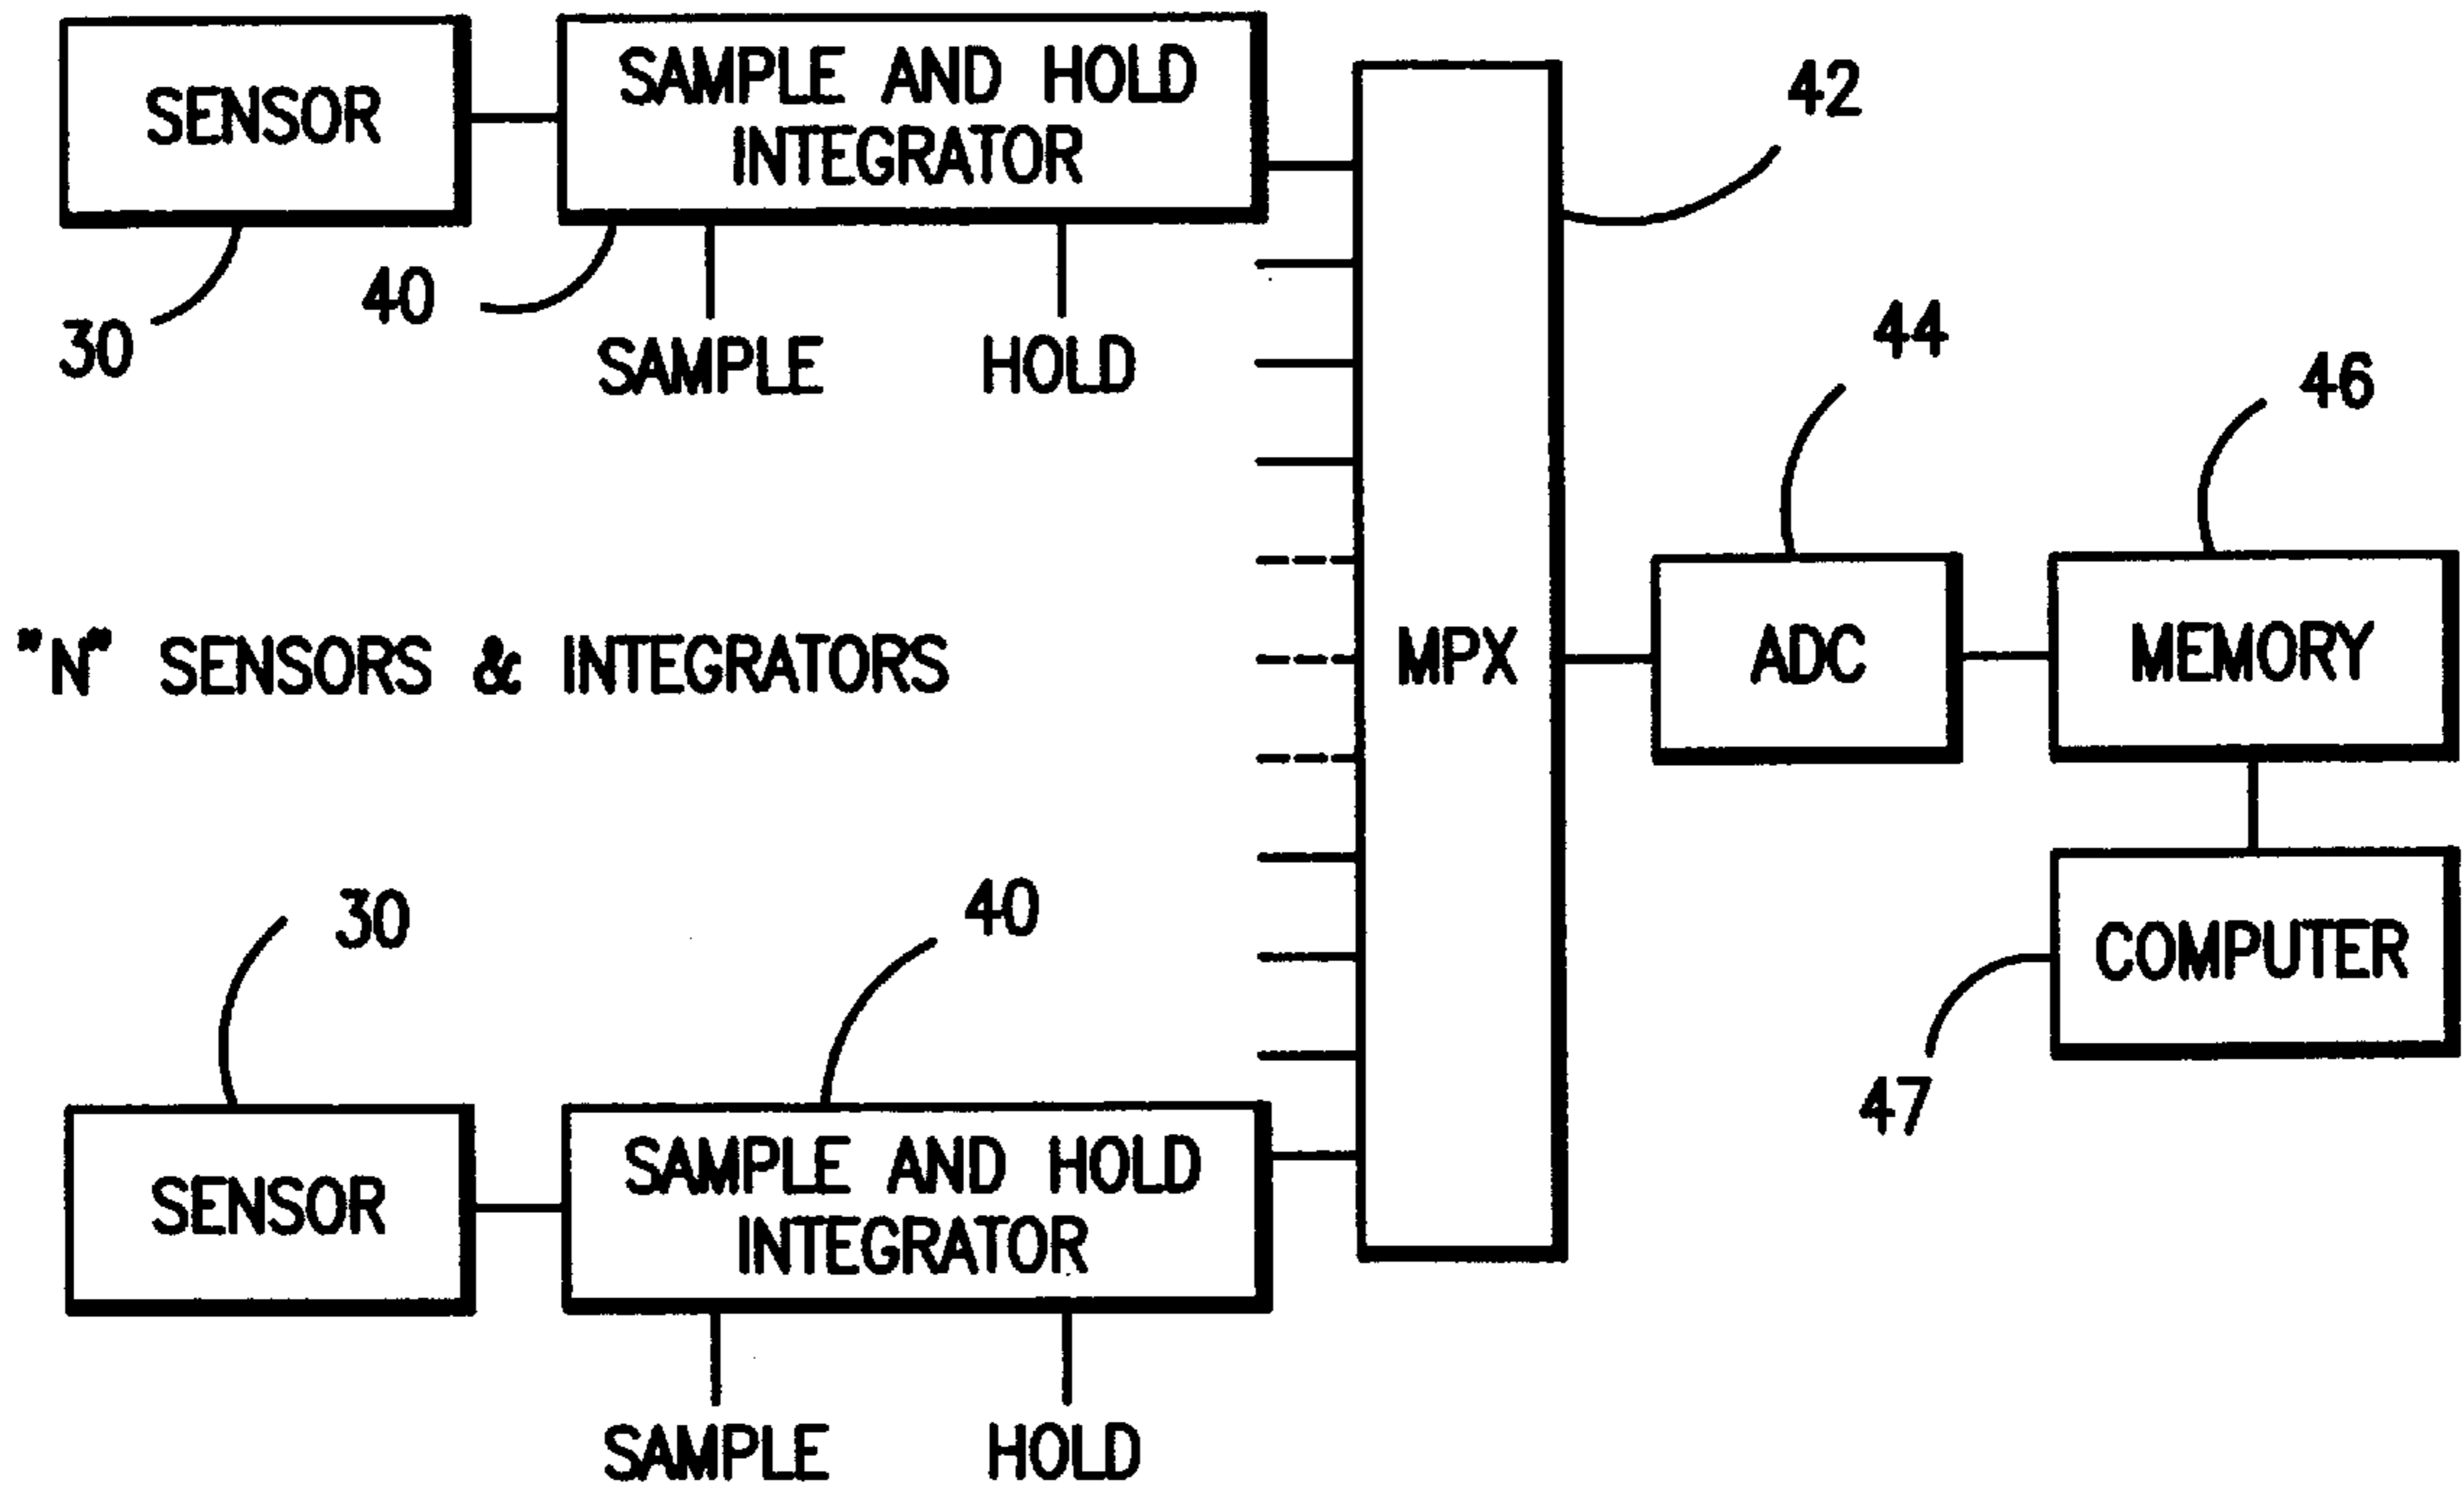 SENSOR
SAMPLE AND HOLD
INTEGRATOR
42
30
40
SAMPLE
HOLD
44
46
"N" SENSORS & INTEGRATORS
MPX
ADC
MEMORY
30
40
COMPUTER
47
SENSOR
SAMPLE AND HOLD
INTEGRATOR
SAMPLE
HOLD